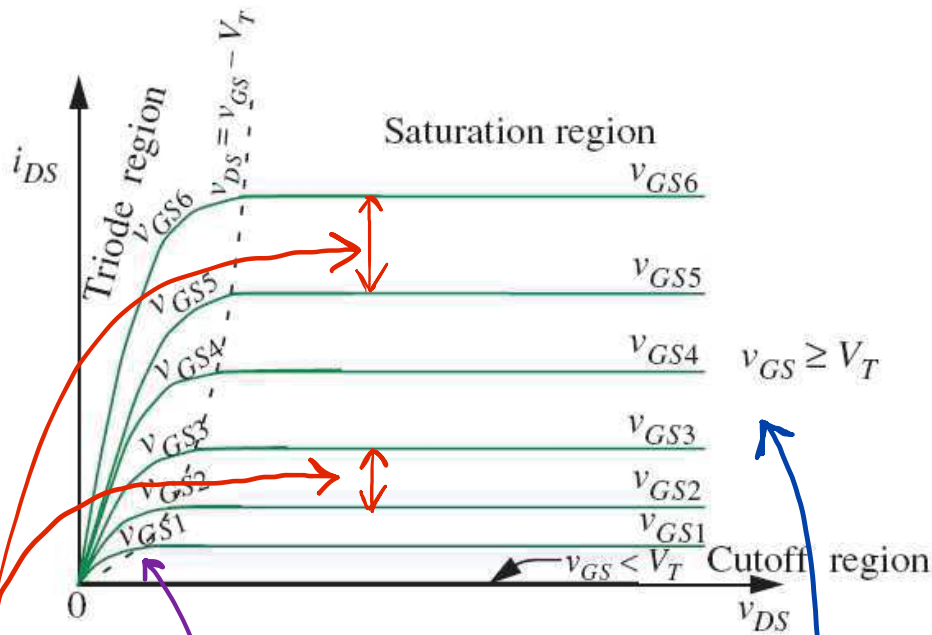 v_DS = v_GS − V_T
Saturation region
Triode region
i_DS
v_GS6
v_GS6
v_GS5
v_GS5
v_GS4
v_GS4
v_GS ≥ V_T
v_GS3
v_GS3
v_GS2
v_GS2
v_GS1
v_GS1
v_GS < V_T
Cutoff region
0
v_DS